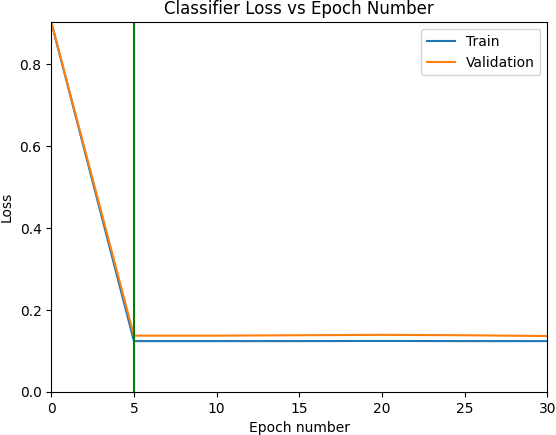 Classifier Loss vs Epoch Number
Train
Validation
Loss
0.8
0.6
0.4
0.2
0.0
0 5 10 15 20 25 30
Epoch number